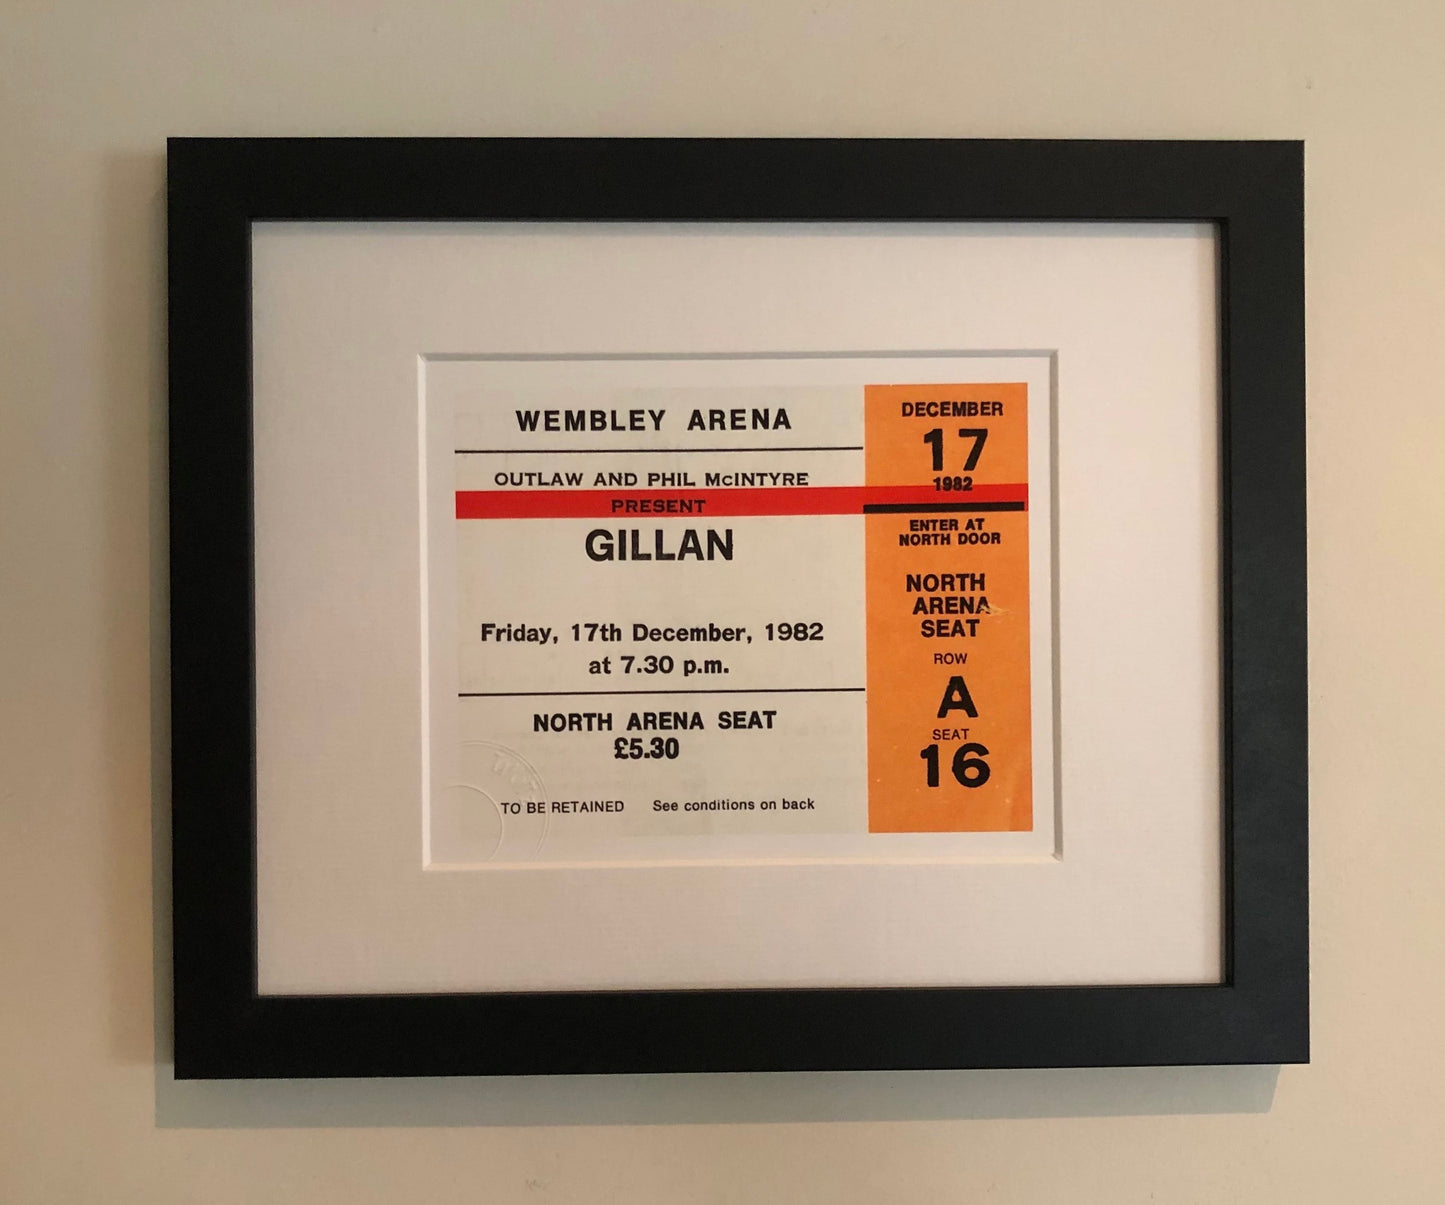 WEMBLEY ARENA
OUTLAW AND PHIL McINTYRE
PRESENT
GILLAN
Friday, 17th December, 1982
at 7.30 p.m.
NORTH ARENA SEAT
£5.30
TO BE RETAINED See conditions on back
DECEMBER
17
1982
ENTER AT
NORTH DOOR
NORTH
ARENA
SEAT
ROW
A
SEAT
16